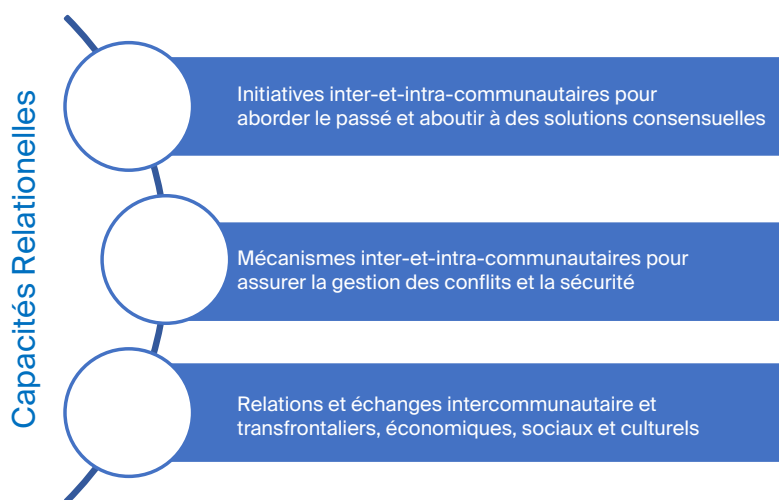 Capacités Relationelles
Initiatives inter-et-intra-communautaires pour
aborder le passé et aboutir à des solutions consensuelles
Mécanismes inter-et-intra-communautaires pour
assurer la gestion des conflits et la sécurité
Relations et échanges intercommunautaire et
transfrontaliers, économiques, sociaux et culturels